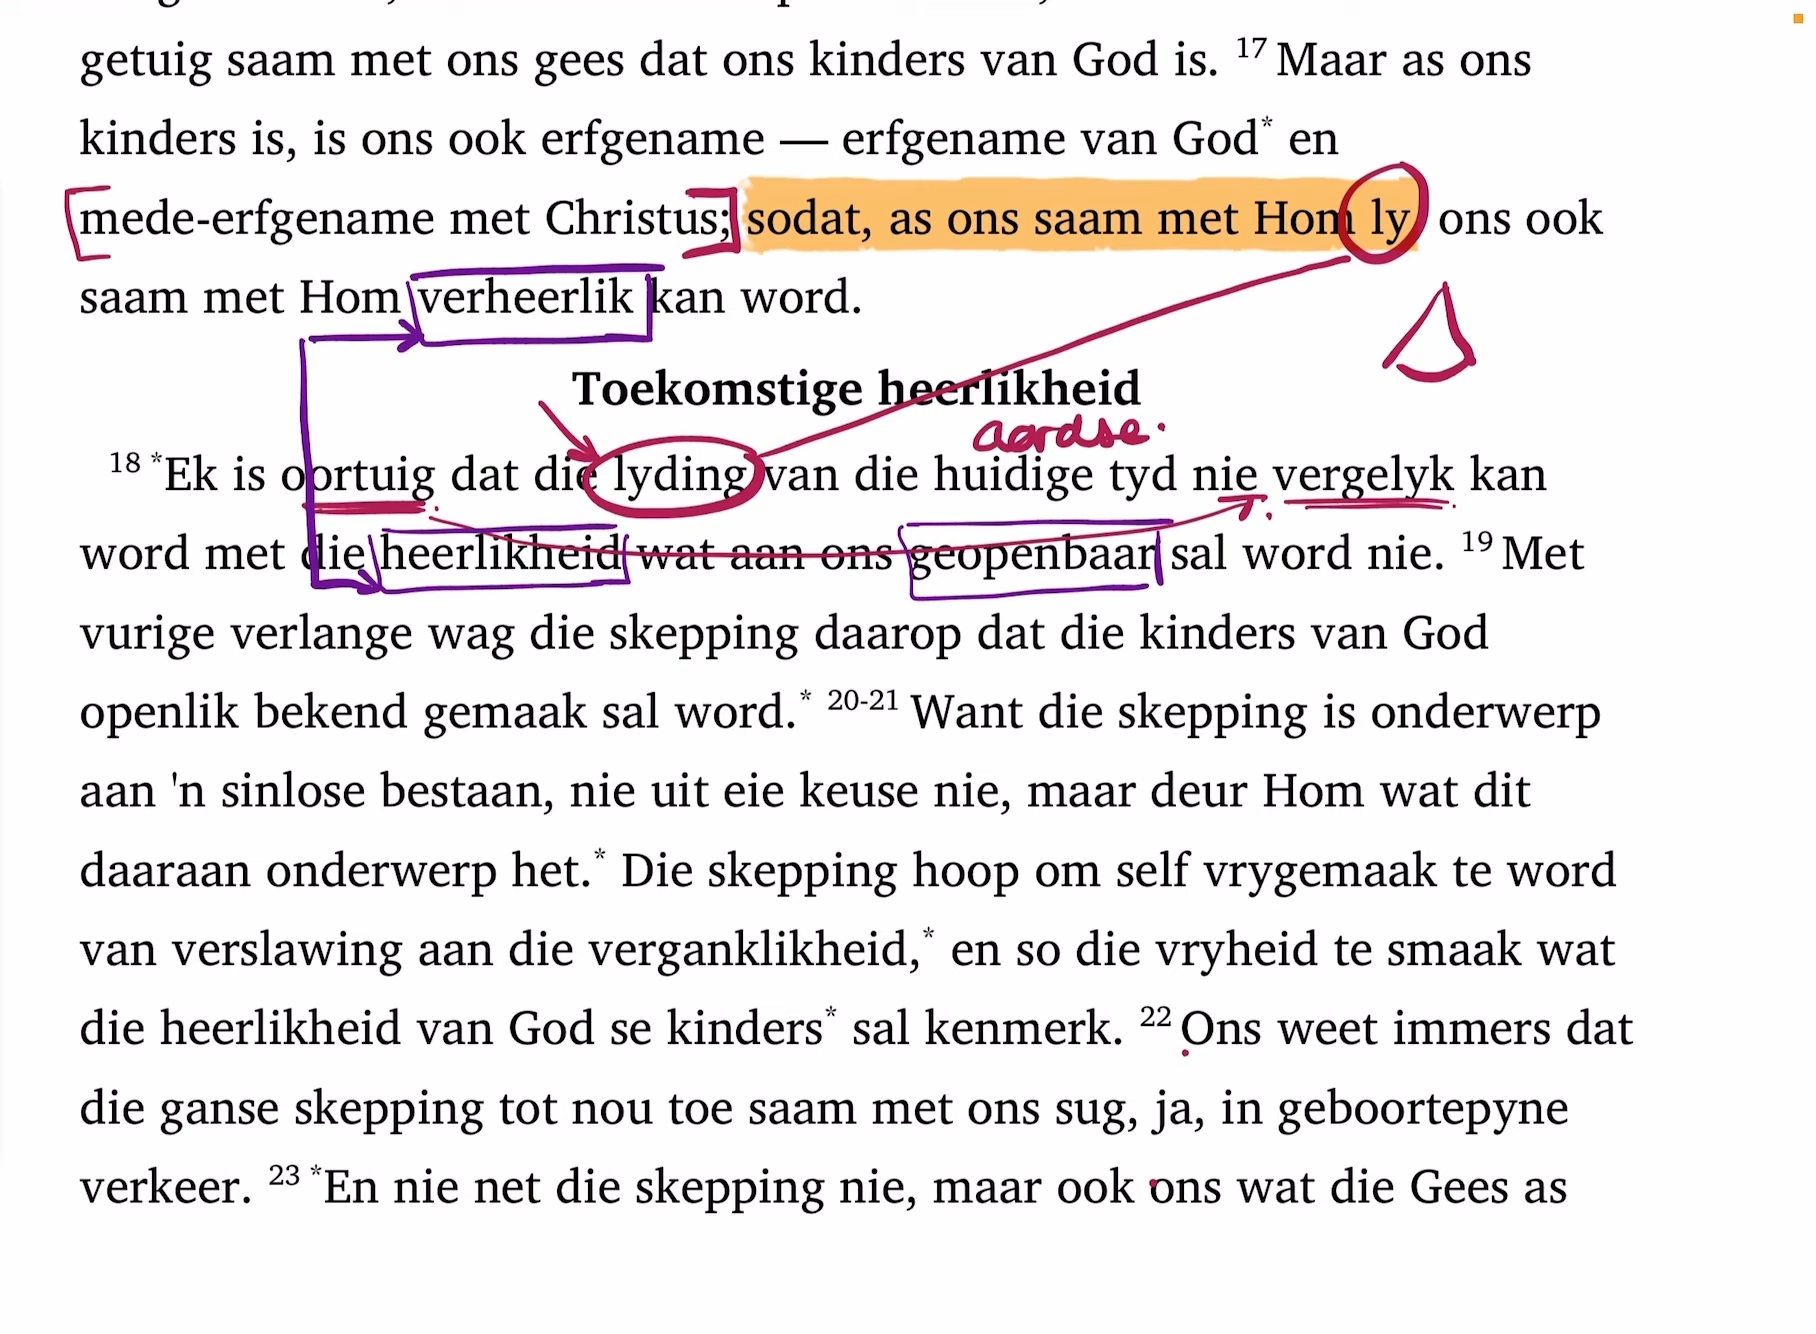 getuig saam met ons gees dat ons kinders van God is. 17 Maar as ons
kinders is, is ons ook erfgename — erfgename van God* en
mede-erfgename met Christus; sodat, as ons saam met Hom ly, ons ook
saam met Hom verheerlik kan word.
Toekomstige heerlikheid
aardse.
18 *Ek is oortuig dat die lyding van die huidige tyd nie vergelyk kan
word met die heerlikheid wat aan ons geopenbaar sal word nie. 19 Met
vurige verlange wag die skepping daarop dat die kinders van God
openlik bekend gemaak sal word.* 20-21 Want die skepping is onderwerp
aan 'n sinlose bestaan, nie uit eie keuse nie, maar deur Hom wat dit
daaraan onderwerp het.* Die skepping hoop om self vrygemaak te word
van verslawing aan die verganklikheid,* en so die vryheid te smaak wat
die heerlikheid van God se kinders* sal kenmerk. 22 Ons weet immers dat
die ganse skepping tot nou toe saam met ons sug, ja, in geboortepyne
verkeer. 23 *En nie net die skepping nie, maar ook ons wat die Gees as